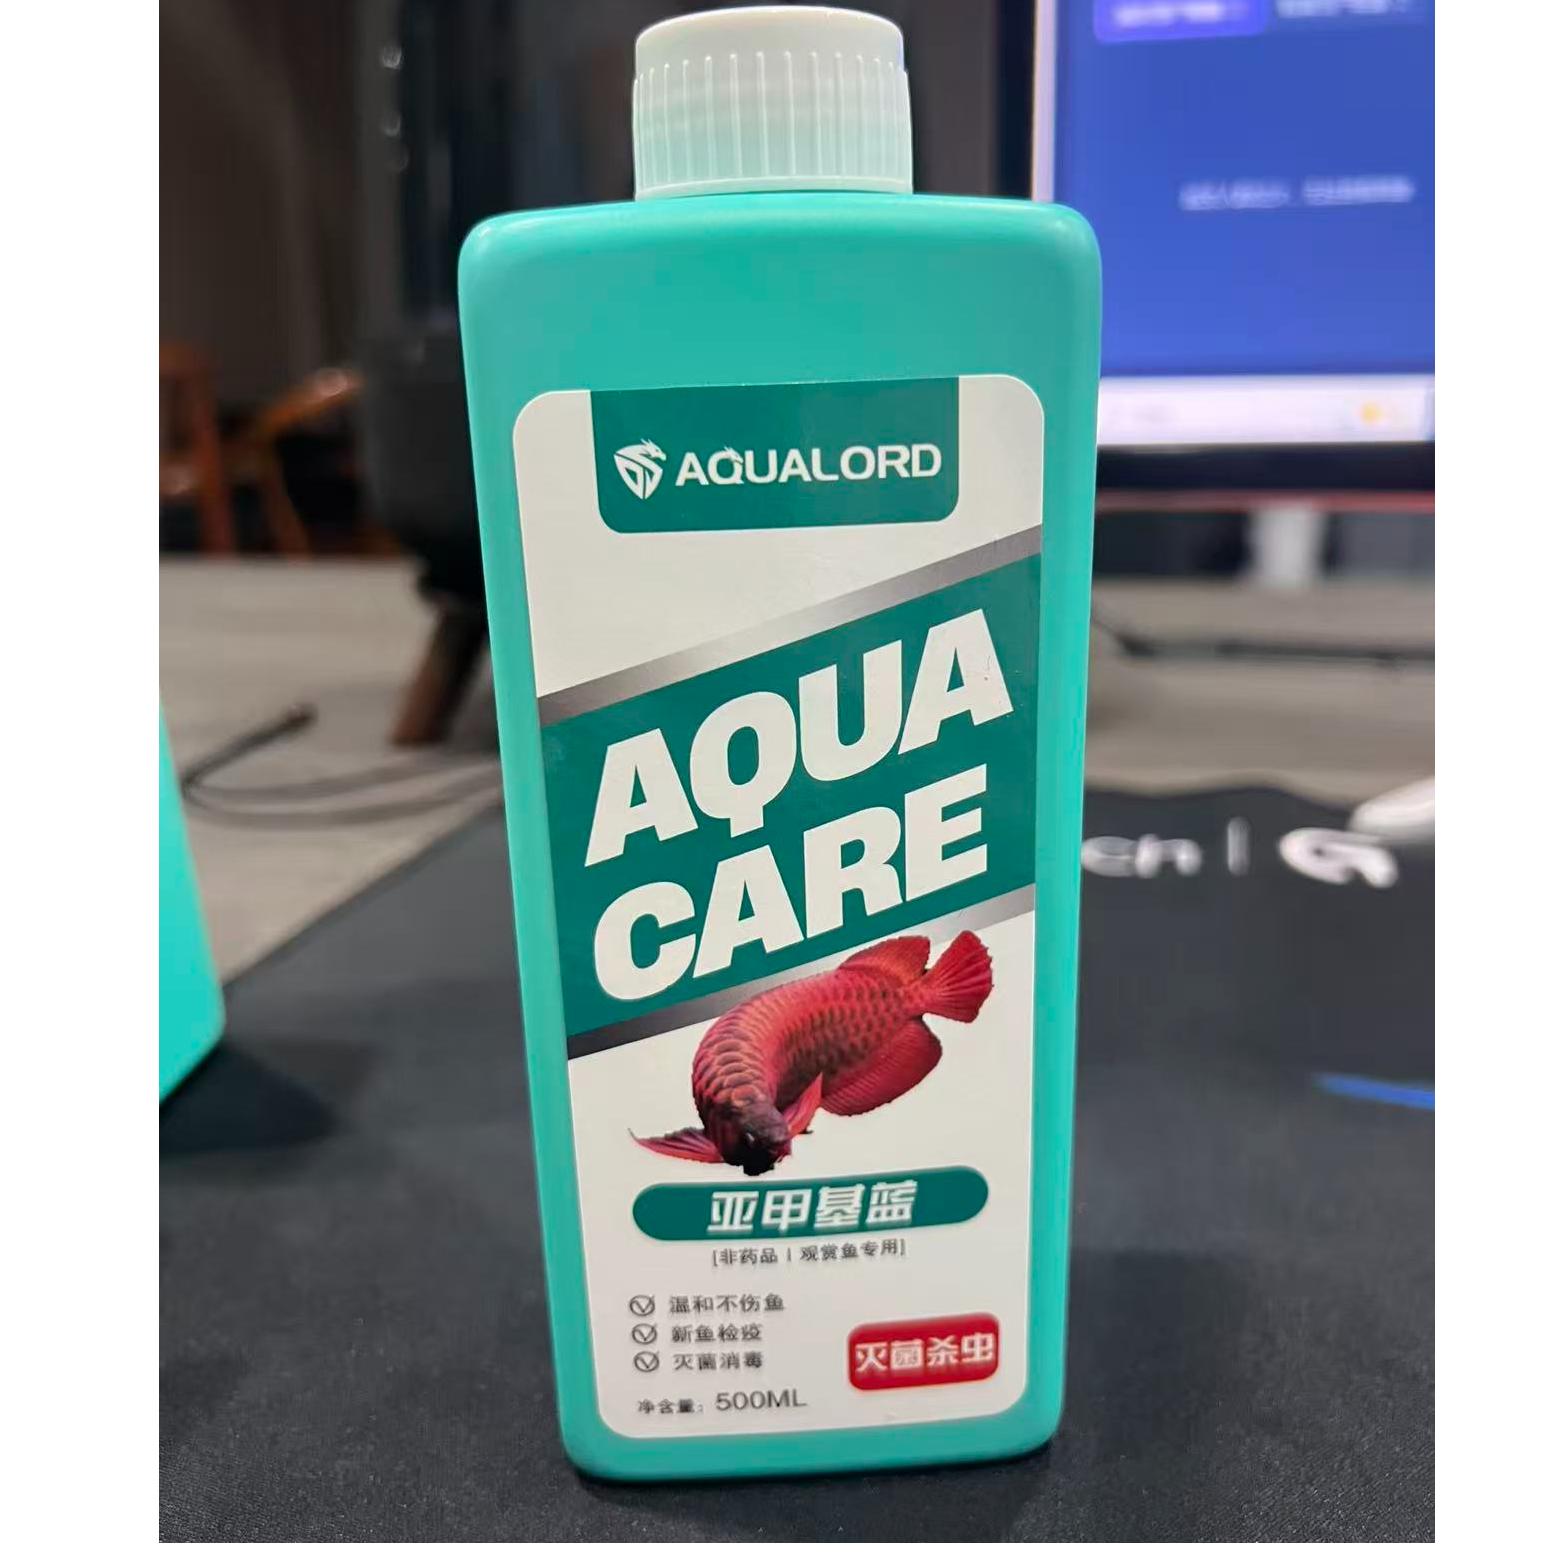 AQUALORD
AQUA
CARE
亚甲基蓝
[非药品 | 观赏鱼专用]
温和不伤鱼
新鱼检疫
灭菌消毒
灭菌杀虫
净含量: 500ML
ch | G